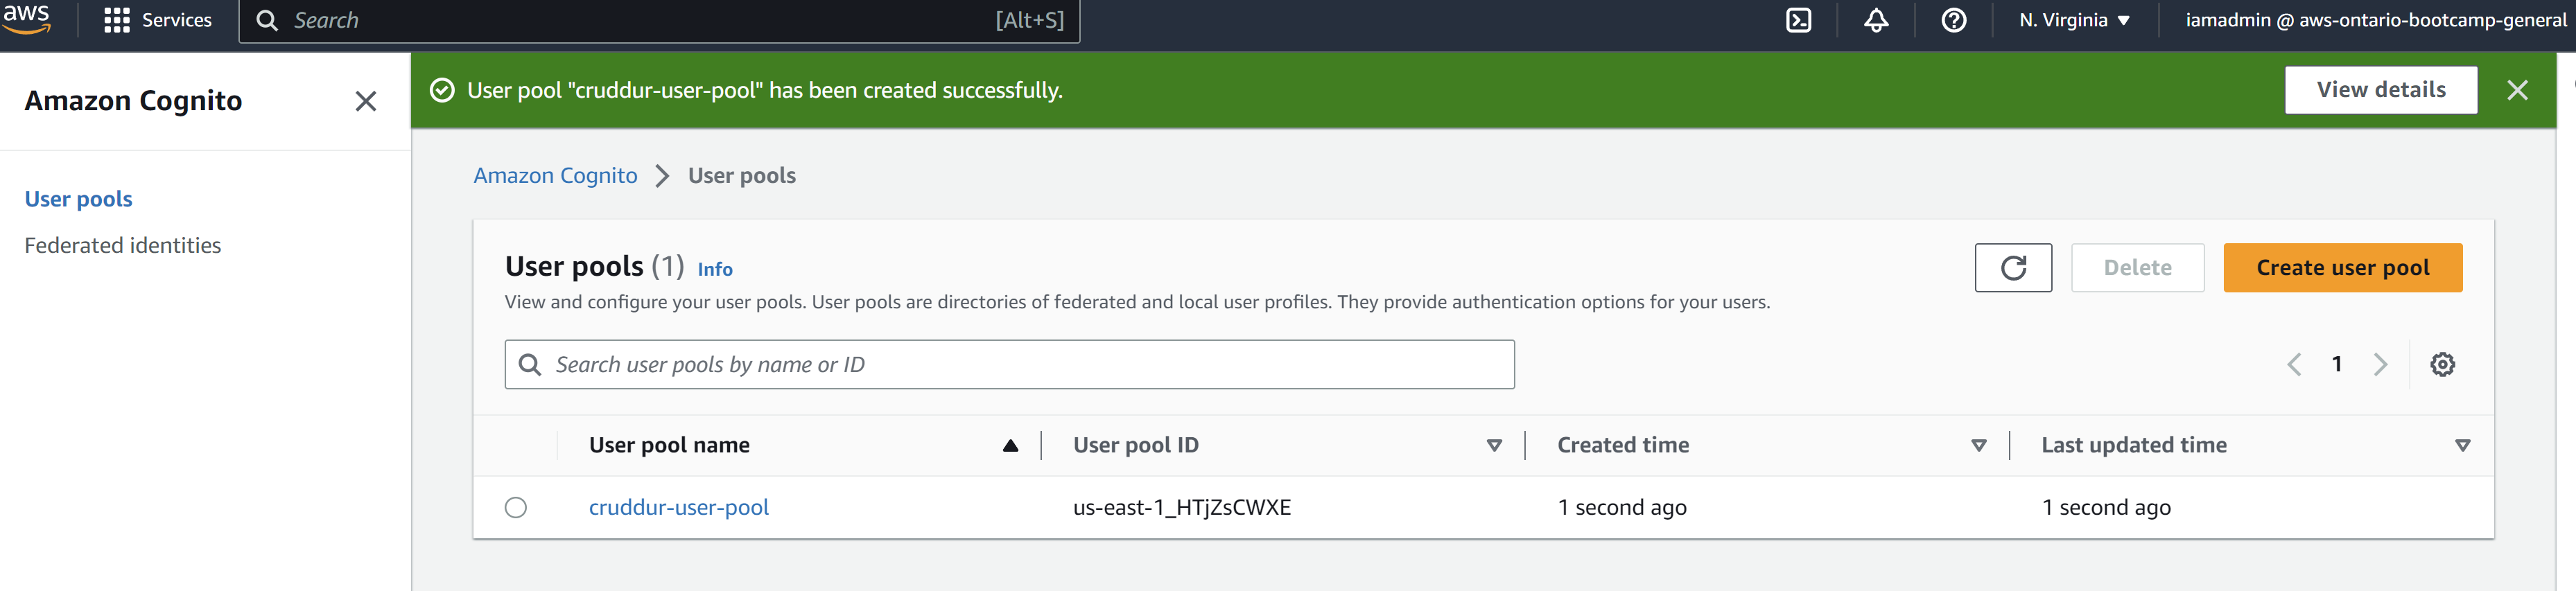 aws
Services
Search
[Alt+S]
N. Virginia
iamadmin @ aws-ontario-bootcamp-general
Amazon Cognito
User pools
Federated identities
User pool "cruddur-user-pool" has been created successfully.
View details
Amazon Cognito
User pools
User pools (1) Info
View and configure your user pools. User pools are directories of federated and local user profiles. They provide authentication options for your users.
Delete
Create user pool
Search user pools by name or ID
1
User pool name
User pool ID
Created time
Last updated time
cruddur-user-pool
us-east-1_HTjZsCWXE
1 second ago
1 second ago